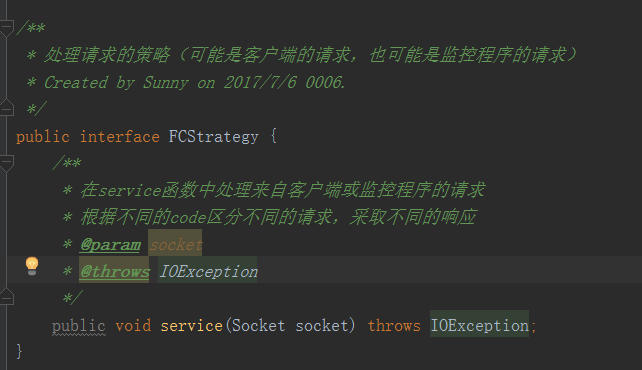 /**
 * 处理请求的策略（可能是客户端的请求，也可能是监控程序的请求）
 * Created by Sunny on 2017/7/6 0006.
 */
public interface FCStrategy {
    /**
     * 在service函数中处理来自客户端或监控程序的请求
     * 根据不同的code区分不同的请求，采取不同的响应
     * @param socket
     * @throws IOException
     */
    public void service(Socket socket) throws IOException;
}